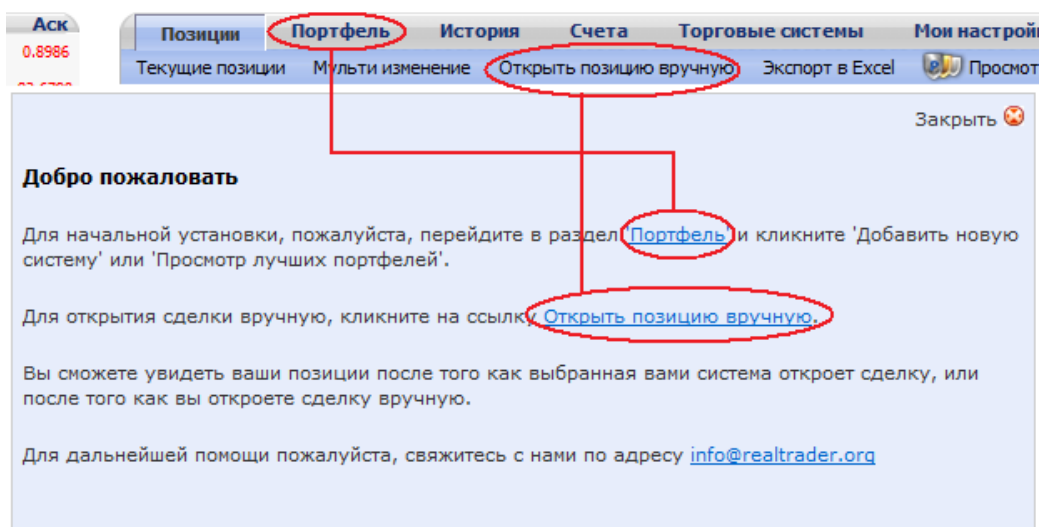 Аск
Позиции Портфель История Счета Торговые системы Мои настрой
0.8986
Текущие позиции Мульти изменение Открыть позицию вручную Экспорт в Excel Просмот
Закрыть
Добро пожаловать
Для начальной установки, пожалуйста, перейдите в раздел 'Портфель' и кликните 'Добавить новую
систему' или 'Просмотр лучших портфелей'.
Для открытия сделки вручную, кликните на ссылку Открыть позицию вручную.
Вы сможете увидеть ваши позиции после того как выбранная вами система откроет сделку, или
после того как вы откроете сделку вручную.
Для дальнейшей помощи пожалуйста, свяжитесь с нами по адресу info@realtrader.org